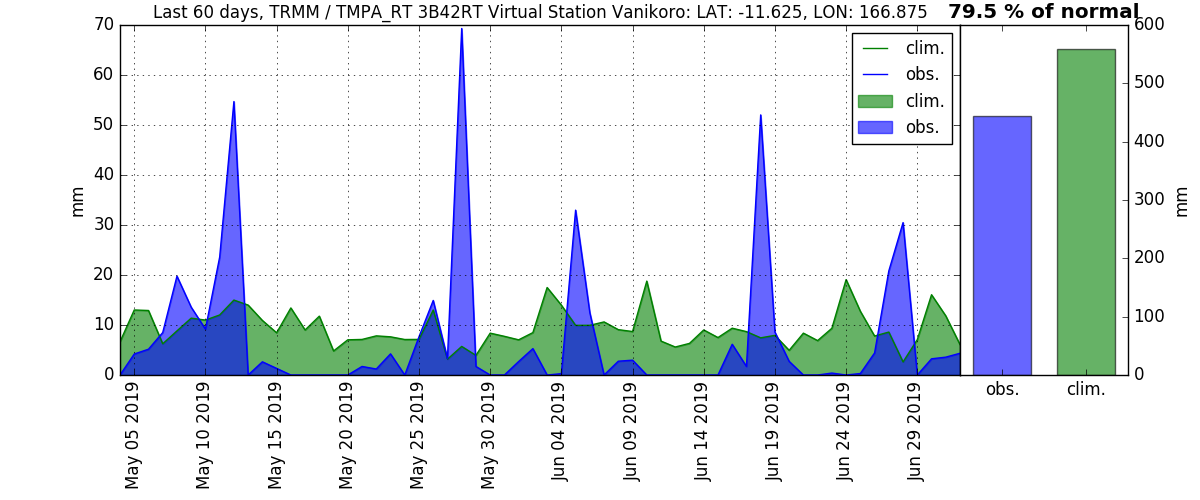 Last 60 days, TRMM / TMPA_RT 3B42RT Virtual Station Vanikoro: LAT: -11.625, LON: 166.875
79.5 % of normal
70
60
50
40
30
20
10
0
mm
clim.
obs.
clim.
obs.
600
500
400
300
200
100
0
mm
May 05 2019
May 10 2019
May 15 2019
May 20 2019
May 25 2019
May 30 2019
Jun 04 2019
Jun 09 2019
Jun 14 2019
Jun 19 2019
Jun 24 2019
Jun 29 2019
obs.
clim.